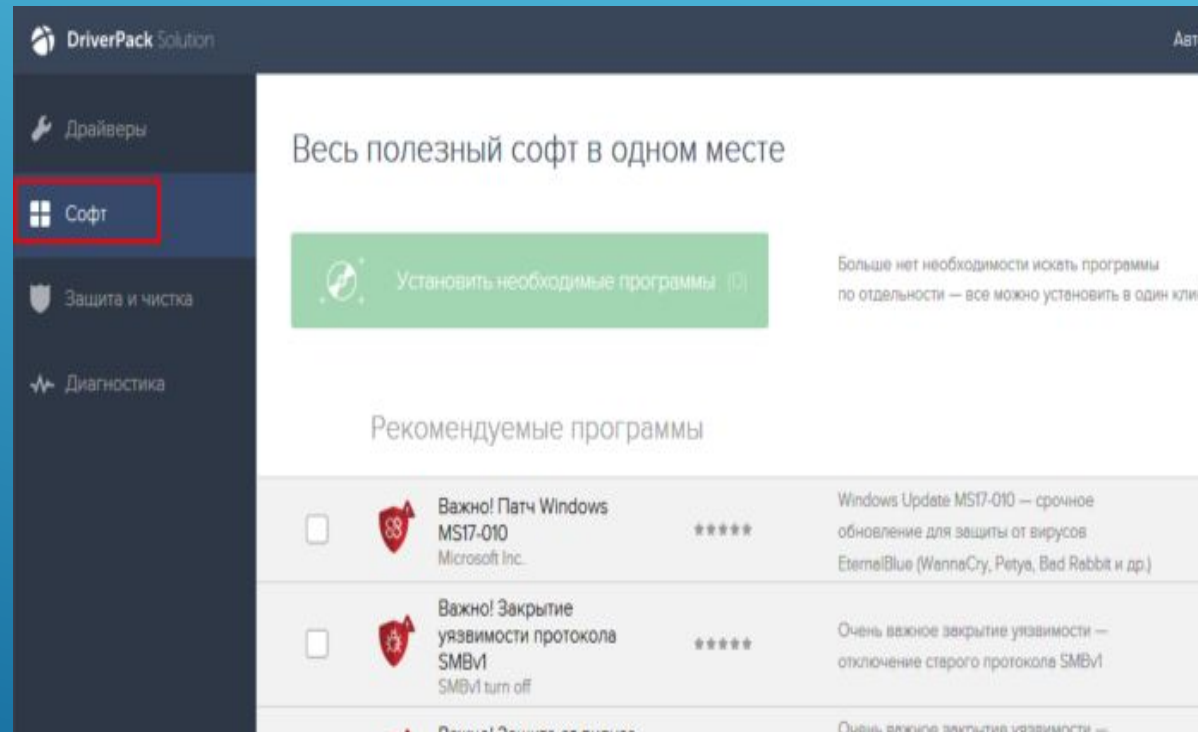 DriverPack Solution
Драйверы
Софт
Защита и чистка
Диагностика
Весь полезный софт в одном месте
Установить необходимые программы (0)
Больше нет необходимости искать программы
по отдельности — все можно установить в один кли
Рекомендуемые программы
Важно! Патч Windows
MS17-010
Microsoft Inc.
Windows Update MS17-010 — срочное
обновление для защиты от вирусов
EternalBlue (WannaCry, Petya, Bad Rabbit и др.)
Важно! Закрытие
уязвимости протокола
SMBv1
SMBv1 turn off
Очень важное закрытие уязвимости —
отключение старого протокола SMBv1
Очень важное закрытие уязвимости —